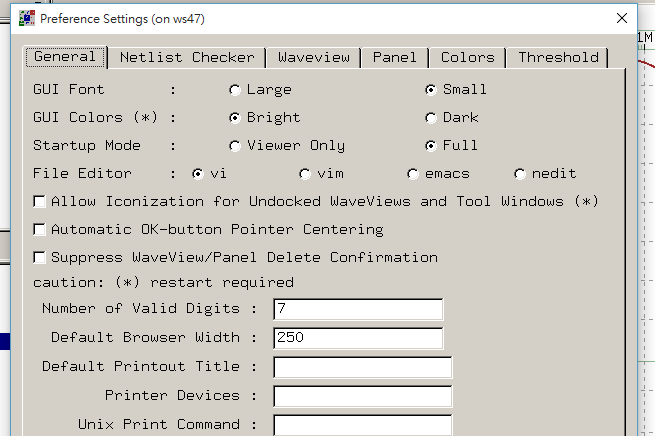 Preference Settings (on ws47)
General Netlist Checker Waveview Panel Colors Threshold
GUI Font : Large Small
GUI Colors (*) : Bright Dark
Startup Mode : Viewer Only Full
File Editor : vi vim emacs nedit
Allow Iconization for Undocked WaveViews and Tool Windows (*)
Automatic OK-button Pointer Centering
Suppress WaveView/Panel Delete Confirmation
caution: (*) restart required
Number of Valid Digits : 7
Default Browser Width : 250
Default Printout Title :
Printer Devices :
Unix Print Command :
1M